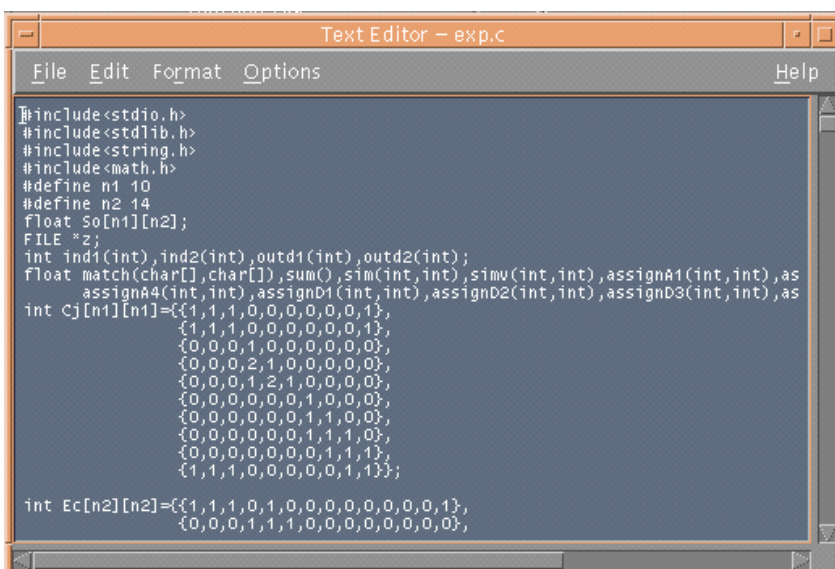 Text Editor – exp.c
File Edit Format Options Help
#include<stdio.h>
#include<stdlib.h>
#include<string.h>
#include<math.h>
#define n1 10
#define n2 14
float So[n1][n2];
FILE *z;
int ind1(int),ind2(int),outd1(int),outd2(int);
float match(char[],char[]),sum(),sim(int,int),simv(int,int),assignA1(int,int),as
assignA4(int,int),assignD1(int,int),assignD2(int,int),assignD3(int,int),as
int Cj[n1][n1]={{1,1,1,0,0,0,0,0,0,1},
{1,1,1,0,0,0,0,0,0,1},
{0,0,0,1,0,0,0,0,0,0},
{0,0,0,2,1,0,0,0,0,0},
{0,0,0,1,2,1,0,0,0,0},
{0,0,0,0,0,0,1,0,0,0},
{0,0,0,0,0,0,1,1,0,0},
{0,0,0,0,0,0,1,1,1,0},
{0,0,0,0,0,0,0,1,1,1},
{1,1,1,0,0,0,0,0,1,1}};
int Ec[n2][n2]={{1,1,1,0,1,0,0,0,0,0,0,0,0,1},
{0,0,0,1,1,1,0,0,0,0,0,0,0,0},